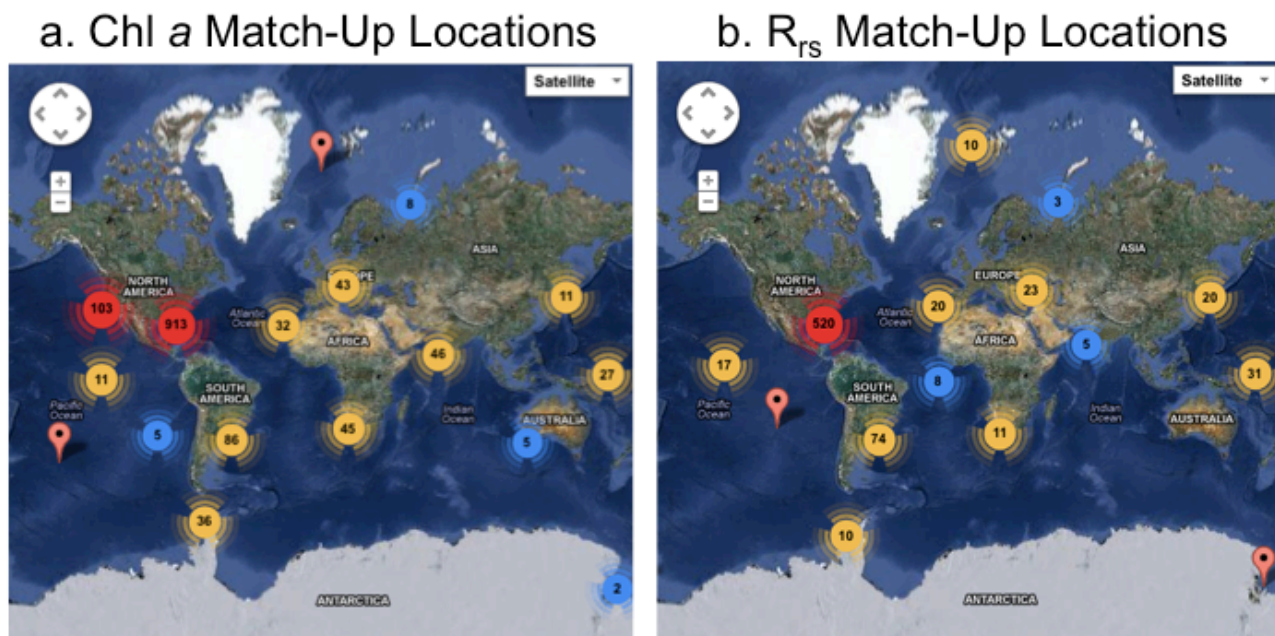 a. Chl a Match-Up Locations
b. Rrs Match-Up Locations
Satellite
8
ASIA
NORTH
AMERICA
103
913
43
EUROPE
11
Atlantic
Ocean
32
AFRICA
46
11
27
SOUTH
AMERICA
Pacific
Ocean
Indian
Ocean
AUSTRALIA
5
86
45
5
36
2
ANTARCTICA
Satellite
10
3
ASIA
NORTH
AMERICA
EUROPE
23
20
20
Atlantic
Ocean
520
AFRICA
5
17
8
31
SOUTH
AMERICA
Pacific
Ocean
Indian
Ocean
AUSTRALIA
74
11
10
ANTARCTICA